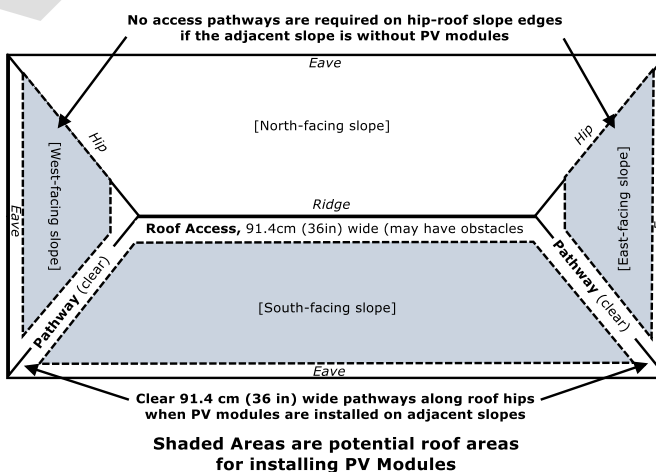 No access pathways are required on hip-roof slope edges
if the adjacent slope is without PV modules
Eave
[North-facing slope]
Hip
Hip
[West-facing slope]
[East-facing slope]
Eave
Ridge
Roof Access, 91.4cm (36in) wide (may have obstacles
Pathway (clear)
Pathway (clear)
[South-facing slope]
Eave
Clear 91.4 cm (36 in) wide pathways along roof hips
when PV modules are installed on adjacent slopes
Shaded Areas are potential roof areas
for installing PV Modules